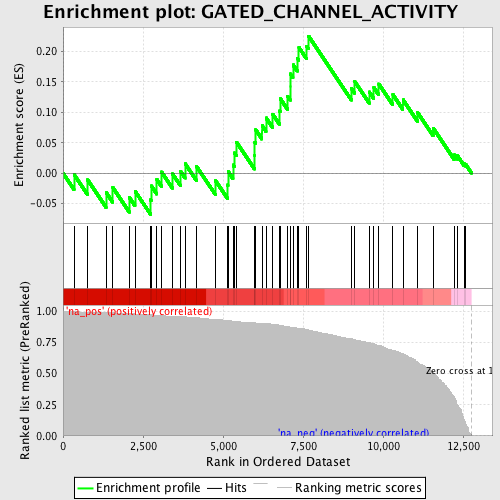 Enrichment plot: GATED_CHANNEL_ACTIVITY
Enrichment score (ES)
0.20
0.15
0.10
0.05
0.00
-0.05
'na_pos' (positively correlated)
Ranked list metric (PreRanked)
1.00
0.75
0.50
0.25
0.00
Zero cross at 1
'na_neg' (negatively correlated)
0
2,500
5,000
7,500
10,000
12,500
Rank in Ordered Dataset
Enrichment profile
Hits
Ranking metric scores